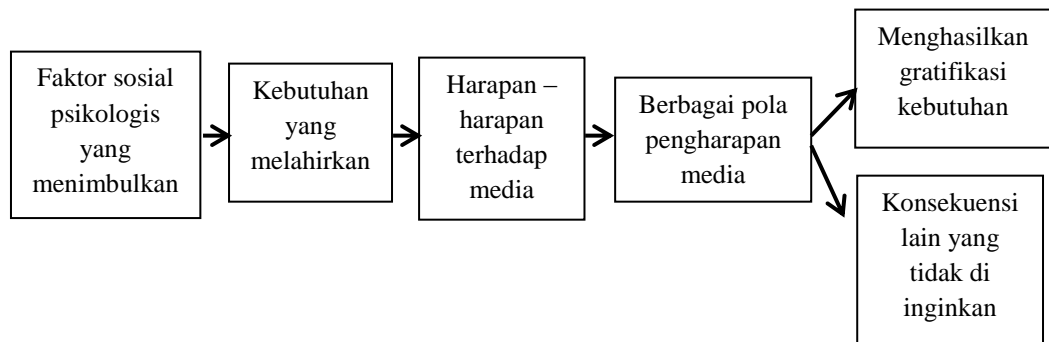 Faktor sosial
psikologis
yang
menimbulkan
Kebutuhan
yang
melahirkan
Harapan –
harapan
terhadap
media
Berbagai pola
pengharapan
media
Menghasilkan
gratifikasi
kebutuhan
Konsekuensi
lain yang
tidak di
inginkan